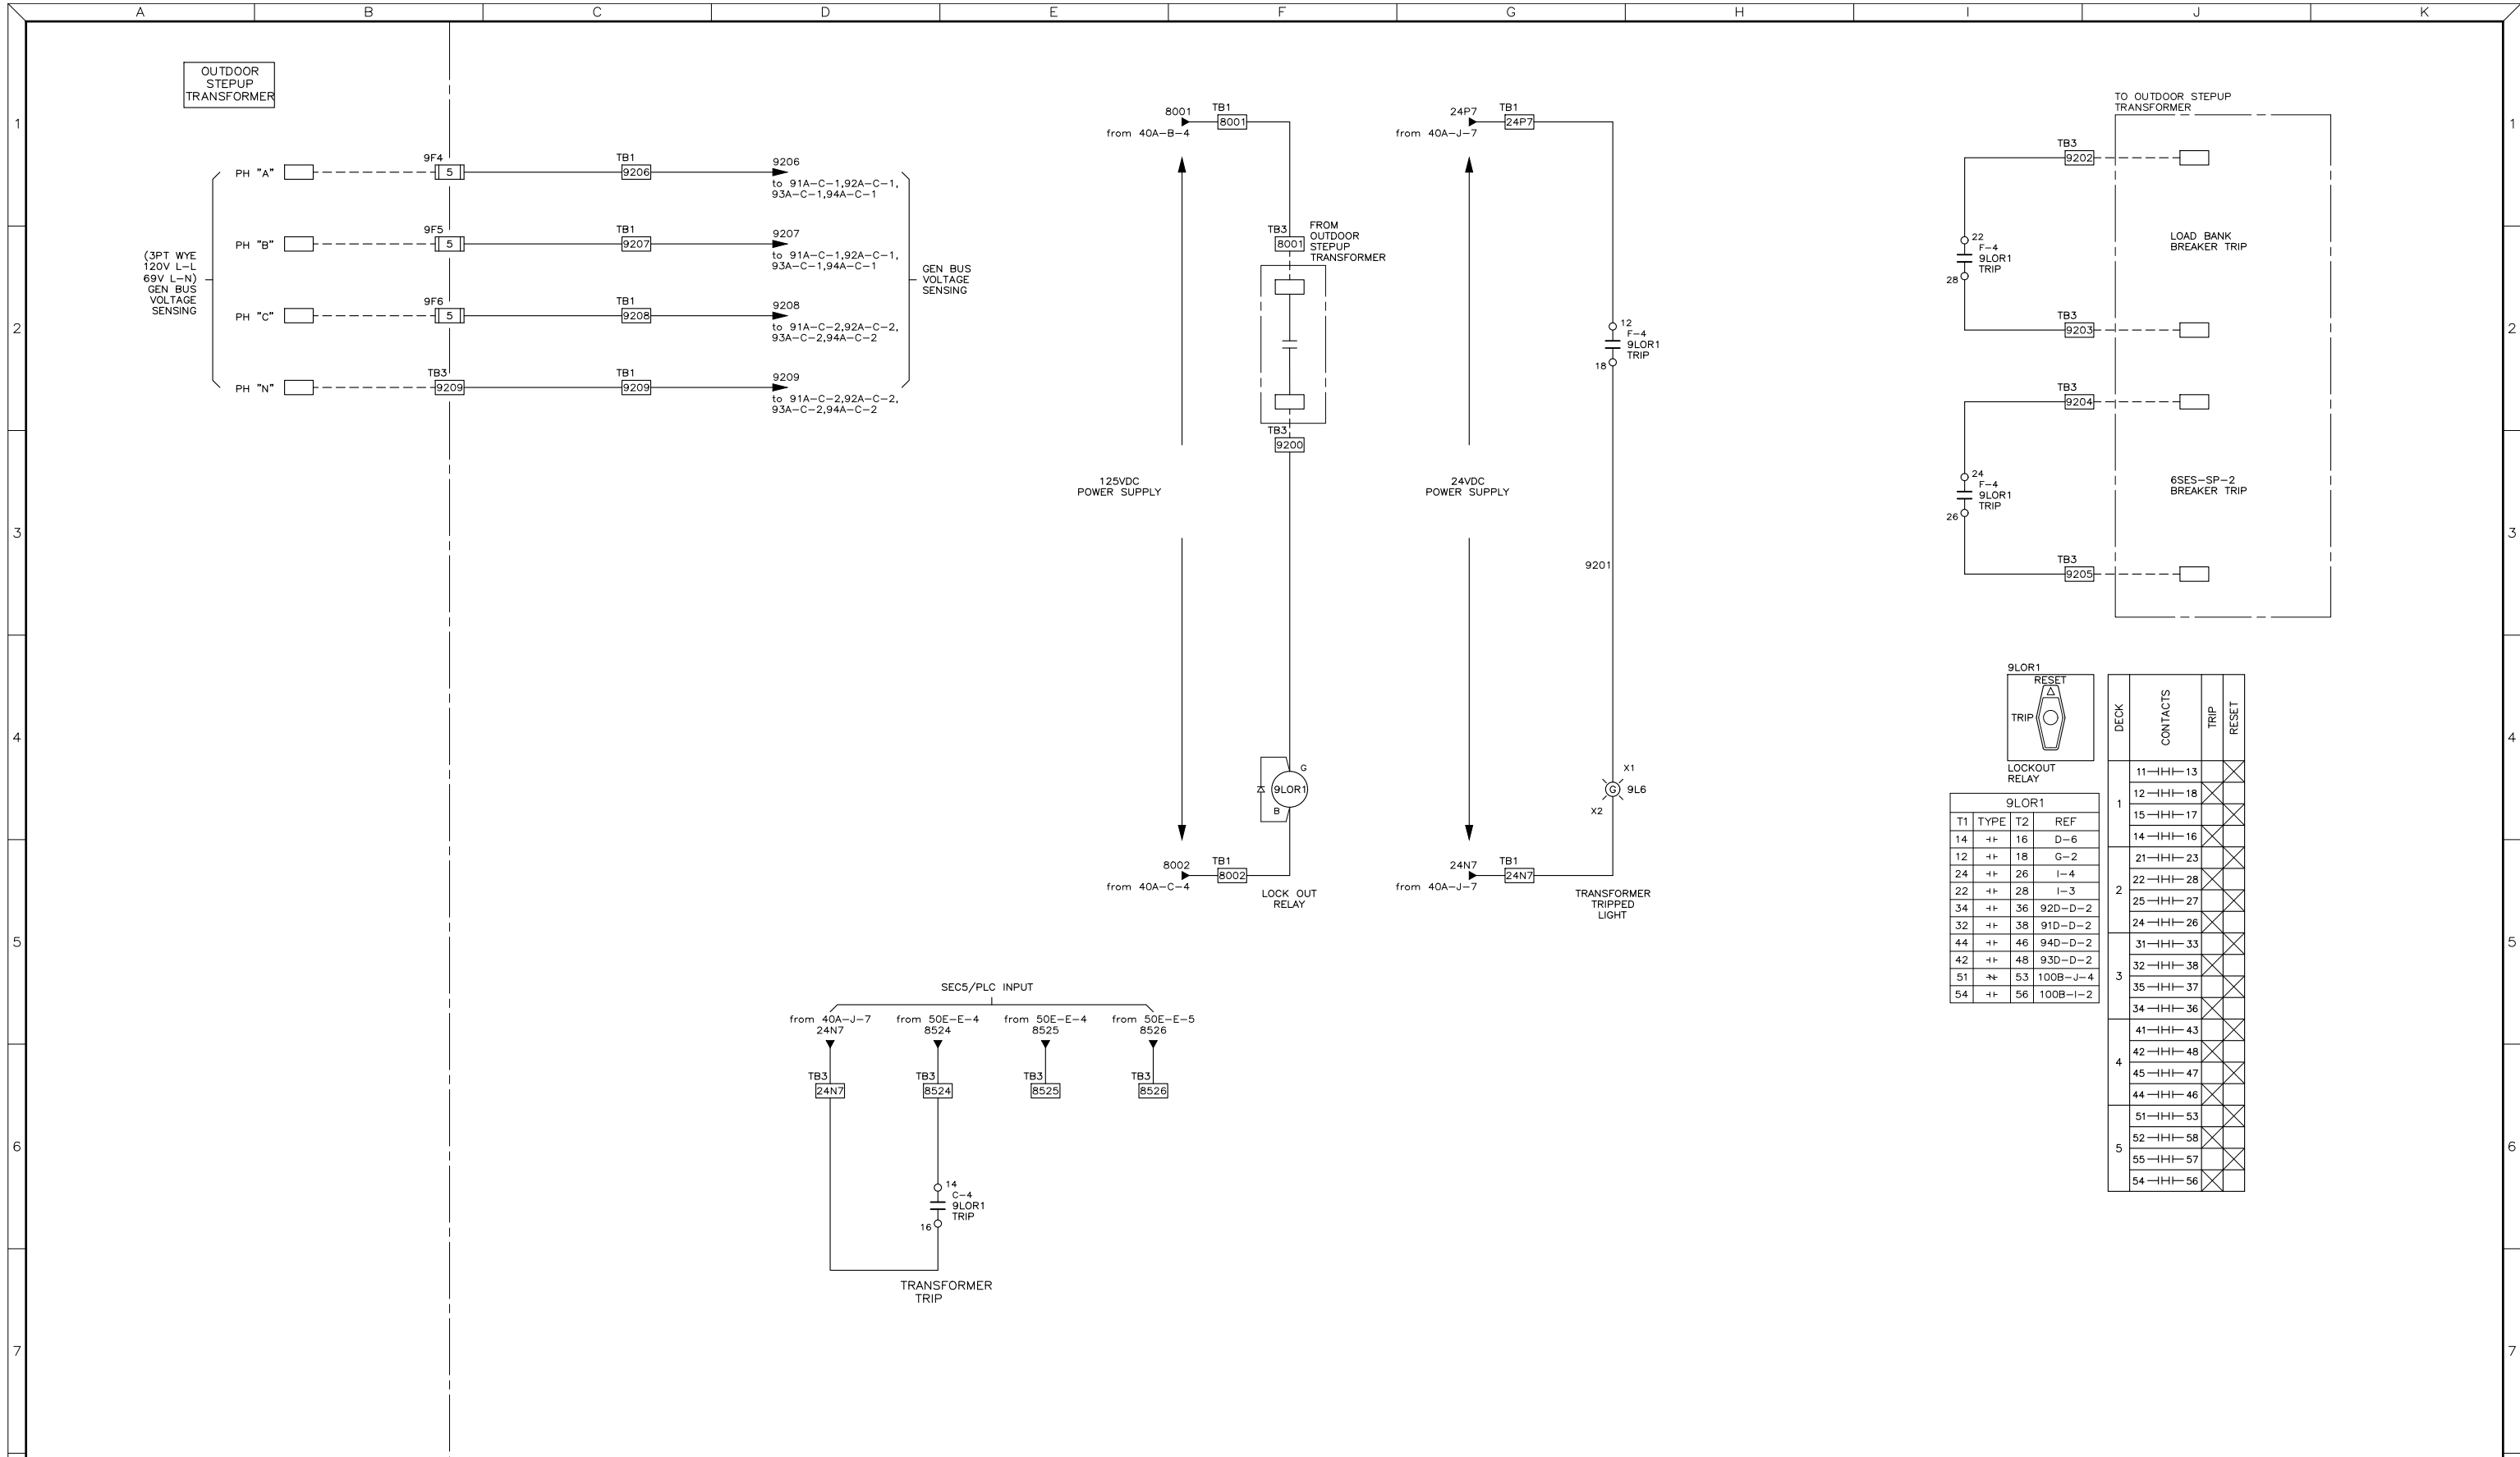 A B C D E F G H I J K
1
2
3
4
5
6
7
1
2
3
4
5
6
7
OUTDOOR
STEPUP
TRANSFORMER
(3PT WYE
120V L-L
69V L-N)
GEN BUS
VOLTAGE
SENSING
PH "A"
9F4
5
TB1
9206
9206
to 91A-C-1,92A-C-1,
93A-C-1,94A-C-1
PH "B"
9F5
5
TB1
9207
9207
to 91A-C-1,92A-C-1,
93A-C-1,94A-C-1
PH "C"
9F6
5
TB1
9208
9208
to 91A-C-2,92A-C-2,
93A-C-2,94A-C-2
PH "N"
TB3
9209
TB1
9209
9209
to 91A-C-2,92A-C-2,
93A-C-2,94A-C-2
GEN BUS
VOLTAGE
SENSING
8001
from 40A-B-4
TB1
8001
TB3
8001
FROM
OUTDOOR
STEPUP
TRANSFORMER
TB3
9200
125VDC
POWER SUPPLY
G
9LOR1
B
8002
from 40A-C-4
TB1
8002
LOCK OUT
RELAY
24P7
from 40A-J-7
TB1
24P7
12
F-4
9LOR1
TRIP
18
24VDC
POWER SUPPLY
9201
X1
G
9L6
X2
24N7
from 40A-J-7
TB1
24N7
TRANSFORMER
TRIPPED
LIGHT
TO OUTDOOR STEPUP
TRANSFORMER
TB3
9202
22
F-4
9LOR1
TRIP
28
LOAD BANK
BREAKER TRIP
TB3
9203
TB3
9204
24
F-4
9LOR1
TRIP
26
6SES-SP-2
BREAKER TRIP
TB3
9205
9LOR1
RESET
TRIP
LOCKOUT
RELAY
9LOR1
T1 TYPE T2 REF
14 16 D-6
12 18 G-2
24 26 I-4
22 28 I-3
34 36 92D-D-2
32 38 91D-D-2
44 46 94D-D-2
42 48 93D-D-2
51 53 100B-J-4
54 56 100B-I-2
DECK CONTACTS TRIP RESET
1
11 13
12 18
15 17
14 16
2
21 23
22 28
25 27
24 26
3
31 33
32 38
35 37
34 36
4
41 43
42 48
45 47
44 46
5
51 53
52 58
55 57
54 56
SEC5/PLC INPUT
from 40A-J-7
24N7
TB3
24N7
from 50E-E-4
8524
TB3
8524
from 50E-E-4
8525
TB3
8525
from 50E-E-5
8526
TB3
8526
14
C-4
9LOR1
TRIP
16
TRANSFORMER
TRIP